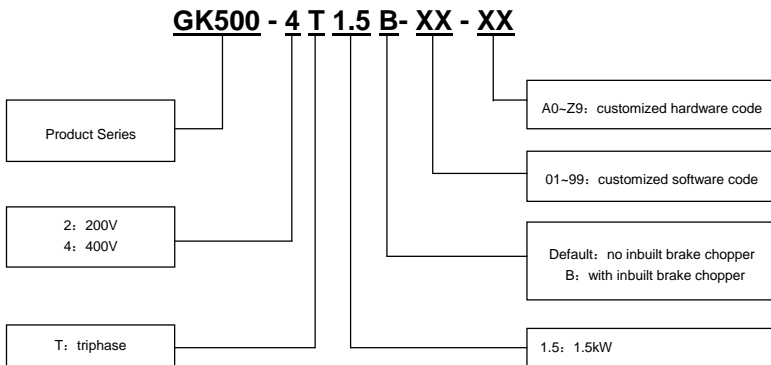 GK500 - 4 T 1.5 B- XX - XX
Product Series
2：200V
4：400V
T：triphase
A0~Z9：customized hardware code
01~99：customized software code
Default：no inbuilt brake chopper
B：with inbuilt brake chopper
1.5：1.5kW